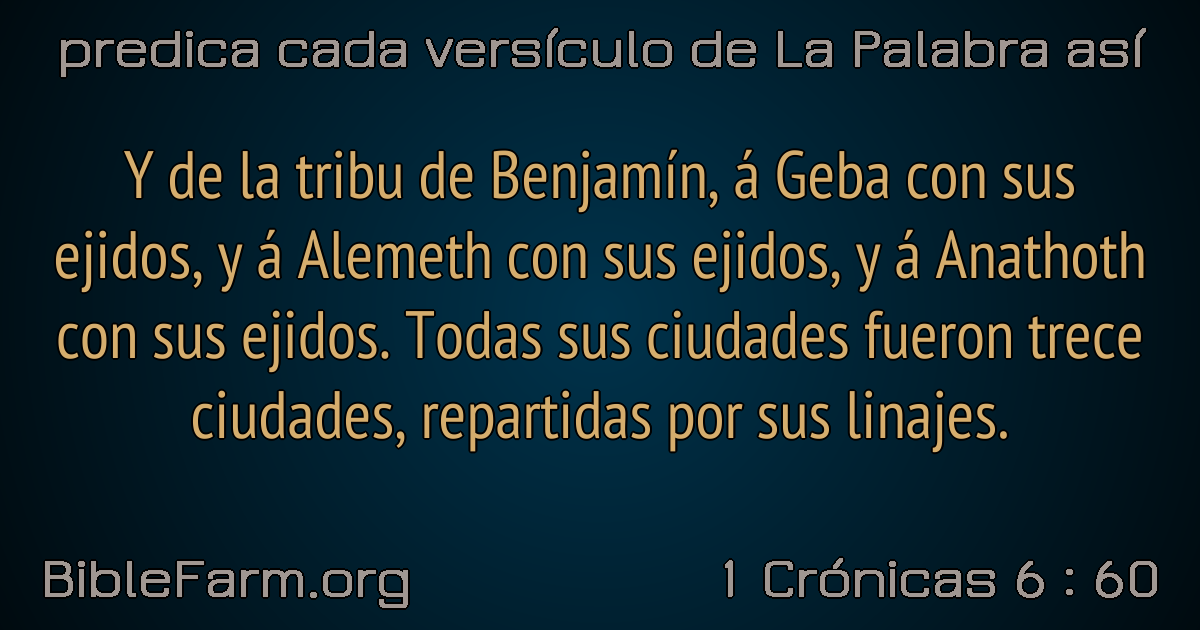 predica cada versículo de La Palabra así
Y de la tribu de Benjamín, á Geba con sus
ejidos, y á Alemeth con sus ejidos, y á Anathoth
con sus ejidos. Todas sus ciudades fueron trece
ciudades, repartidas por sus linajes.
BibleFarm.org
1 Crónicas 6 : 60